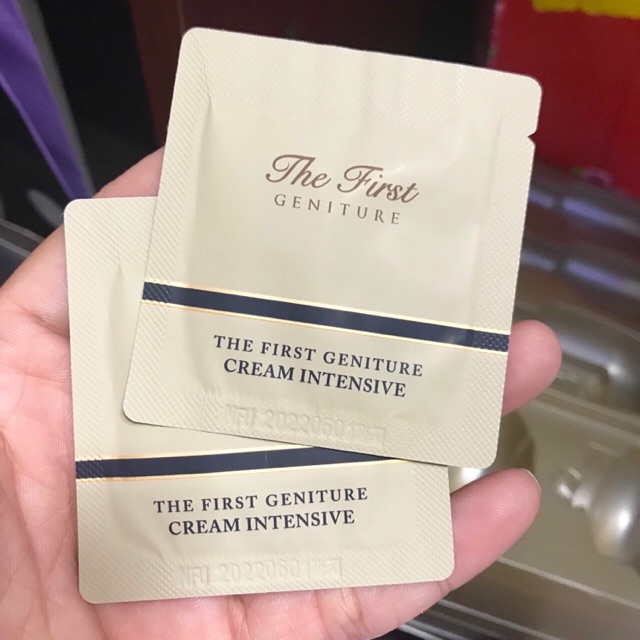 The First
GENITURE
THE FIRST GENITURE
CREAM INTENSIVE
THE FIRST GENITURE
CREAM INTENSIVE